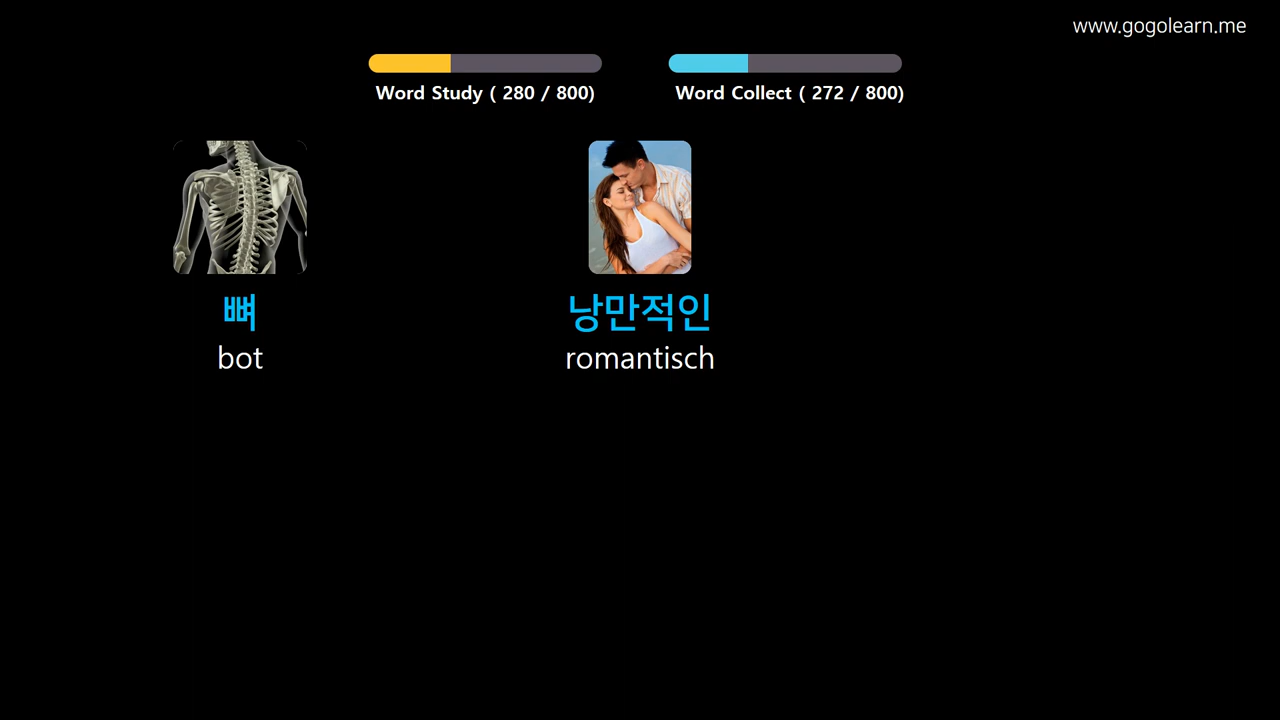 www.gogolearn.me
Word Study ( 280 / 800)
Word Collect ( 272 / 800)
뼈
bot
낭만적인
romantisch